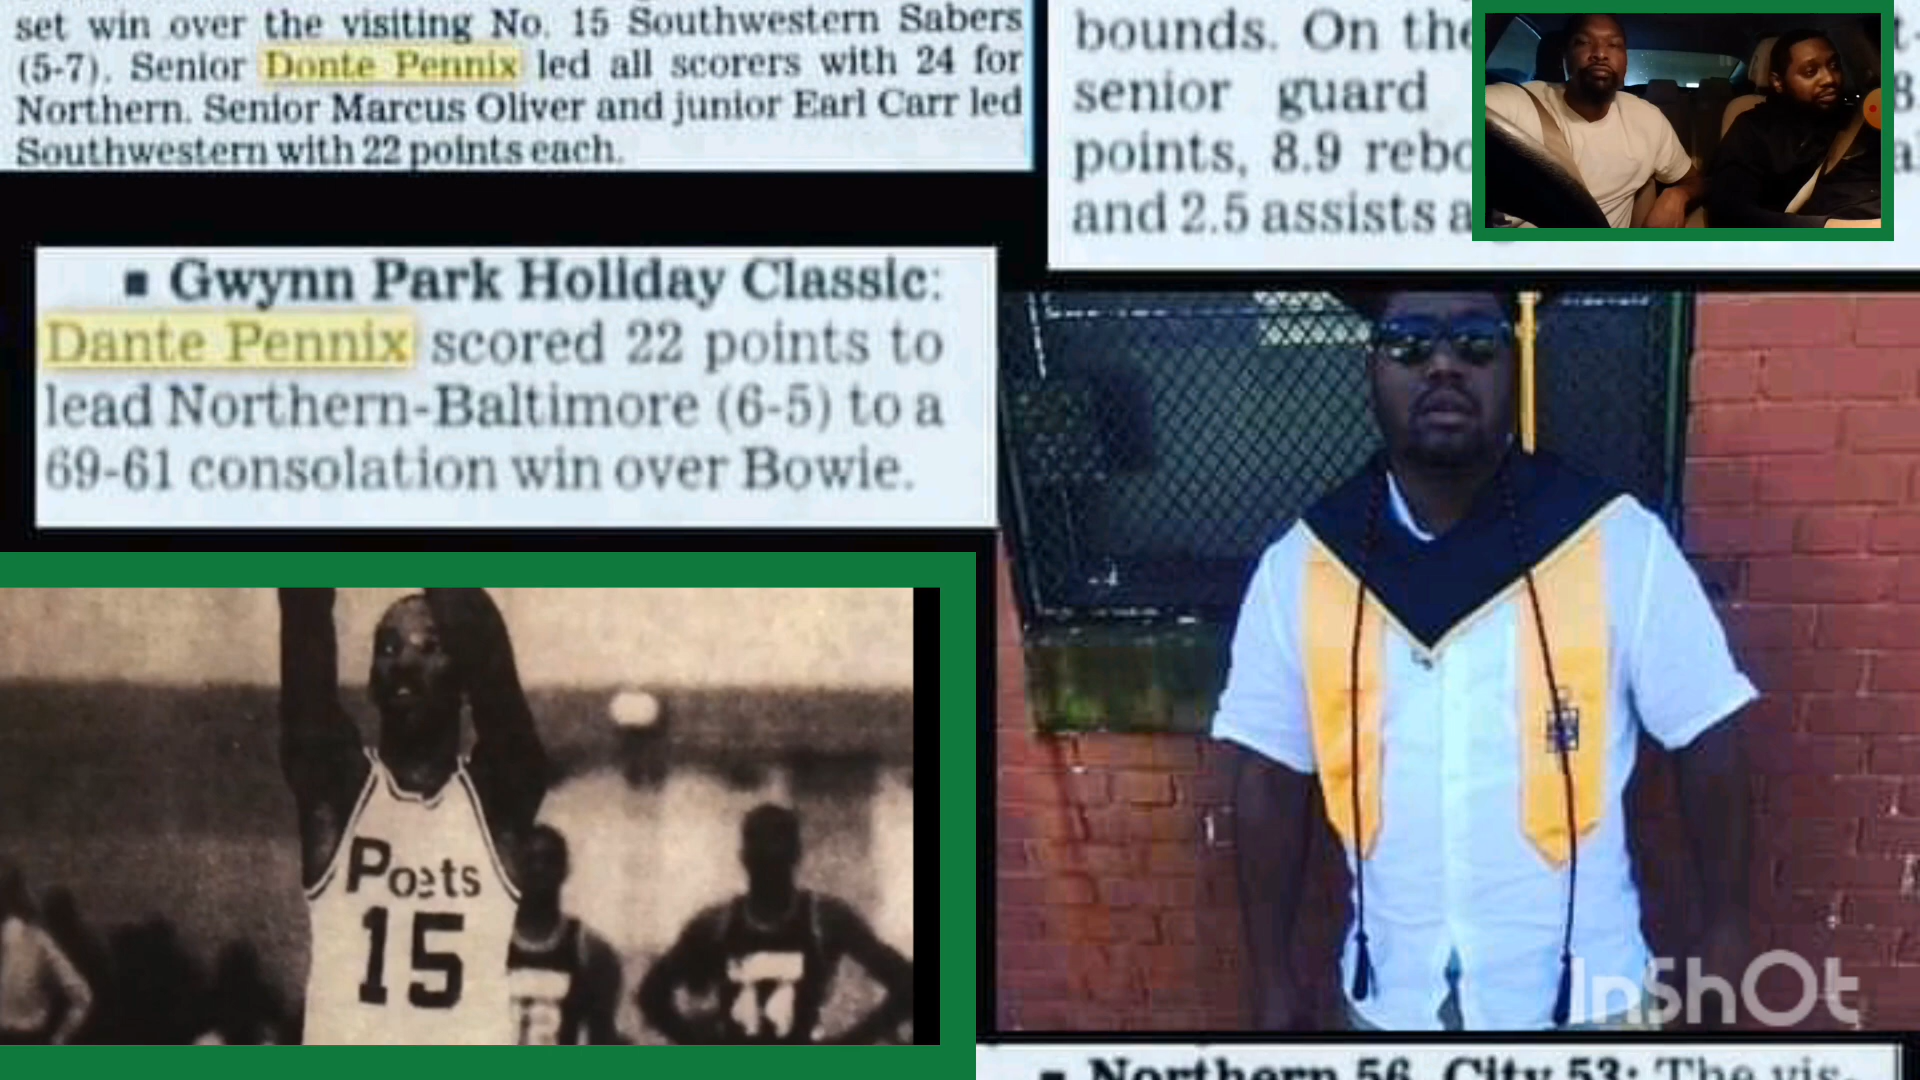 set win over the visiting No. 15 Southwestern Sabers
(5-7). Senior Donte Pennix led all scorers with 24 for
Northern. Senior Marcus Oliver and junior Earl Carr led
Southwestern with 22 points each.
bounds. On the
senior guard
points, 8.9 rebo
and 2.5 assists a
■ Gwynn Park Holiday Classic:
Dante Pennix scored 22 points to
lead Northern-Baltimore (6-5) to a
69-61 consolation win over Bowie.
Poets
15
InShOt
■ Northern 56, City 53: The vis-